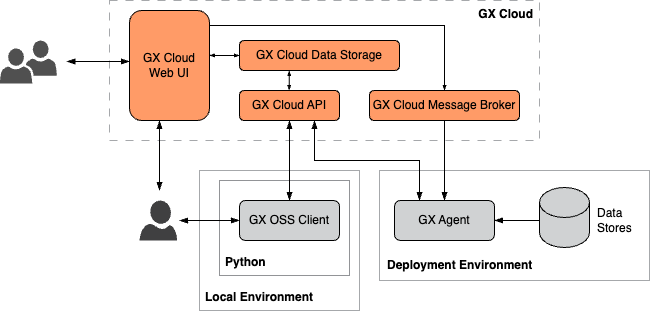 GX Cloud
GX Cloud
Web UI
GX Cloud Data Storage
GX Cloud API
GX Cloud Message Broker
GX OSS Client
GX Agent
Data
Stores
Python
Deployment Environment
Local Environment